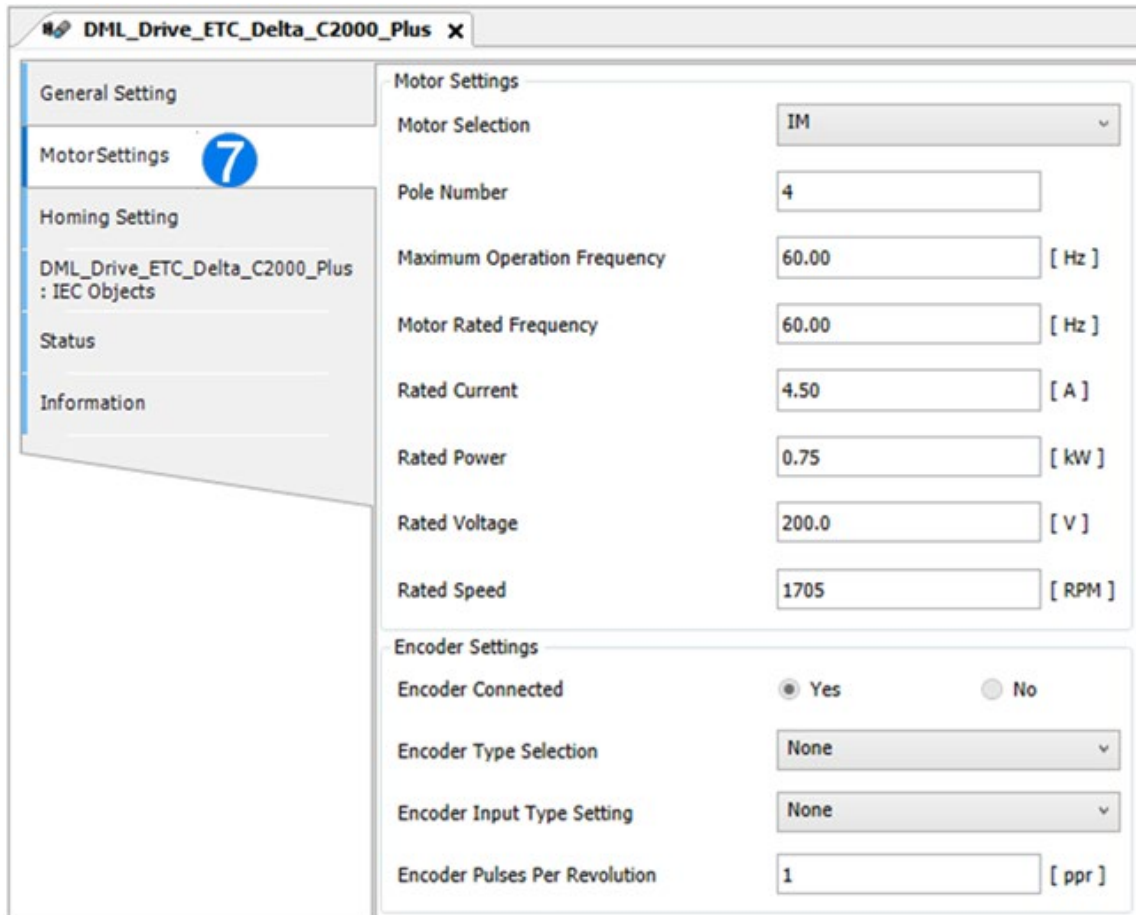 DML_Drive_ETC_Delta_C2000_Plus x
General Setting
MotorSettings 7
Homing Setting
DML_Drive_ETC_Delta_C2000_Plus
: IEC Objects
Status
Information
Motor Settings
Motor Selection IM
Pole Number 4
Maximum Operation Frequency 60.00 [ Hz ]
Motor Rated Frequency 60.00 [ Hz ]
Rated Current 4.50 [ A ]
Rated Power 0.75 [ kW ]
Rated Voltage 200.0 [ V ]
Rated Speed 1705 [ RPM ]
Encoder Settings
Encoder Connected Yes No
Encoder Type Selection None
Encoder Input Type Setting None
Encoder Pulses Per Revolution 1 [ ppr ]